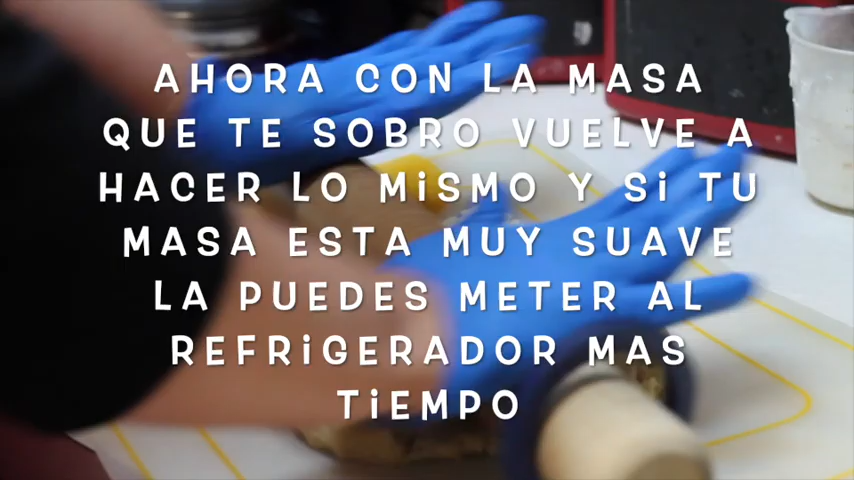 AHORA CON LA MASA
QUE TE SOBRO VUELVE A
HACER LO MiSMO Y Si TU
MASA ESTA MUY SUAVE
LA PUEDES METER AL
REFRiGERADOR MAS
TiEMPO